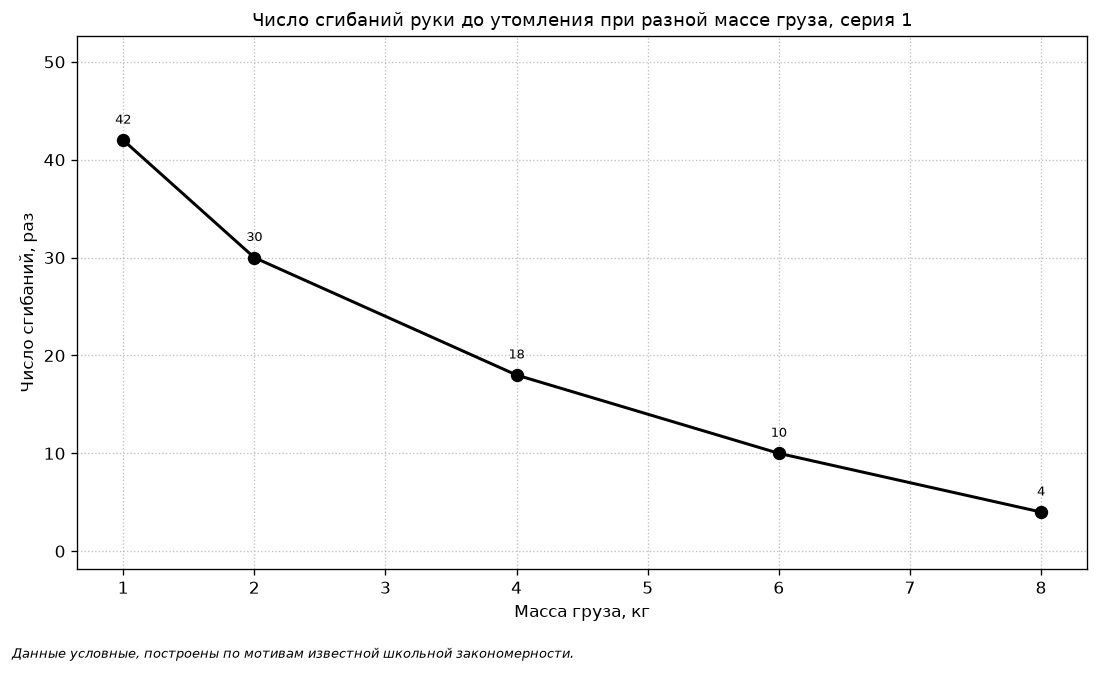 Число сгибаний руки до утомления при разной массе груза, серия 1
Число сгибаний, раз
50
40
30
20
10
0
42
30
18
10
4
1 2 3 4 5 6 7 8
Масса груза, кг
Данные условные, построены по мотивам известной школьной закономерности.